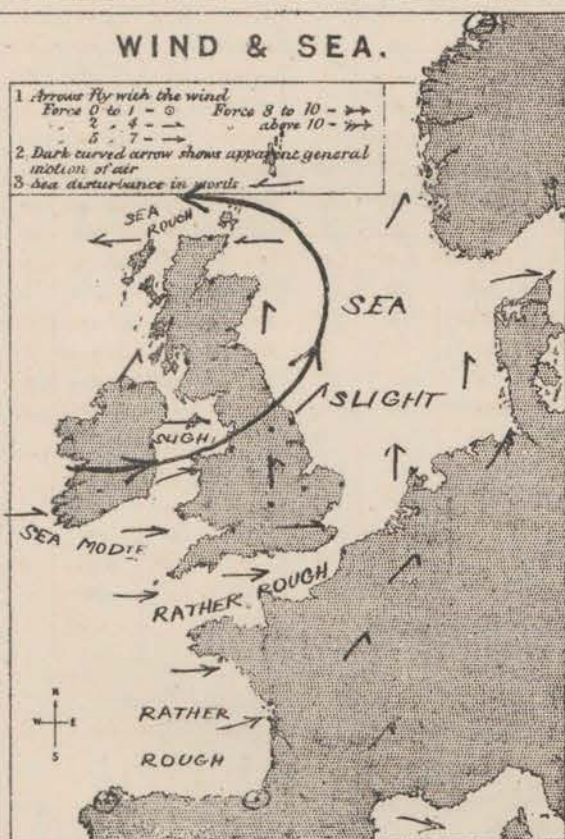 WIND & SEA.
1 Arrows fly with the wind
Force 0 to 1 - ⊙ Force 8 to 10 - ↠
" 2 " 4 - → " above 10 - ↠
" 5 " 7 - →
2 Dark curved arrow shows apparent general
motion of air
3 Sea disturbance in words
SEA
ROUGH
SEA
SLIGHT
SLIGH
SEA MODTE
RATHER ROUGH
RATHER
ROUGH
N
W E
S